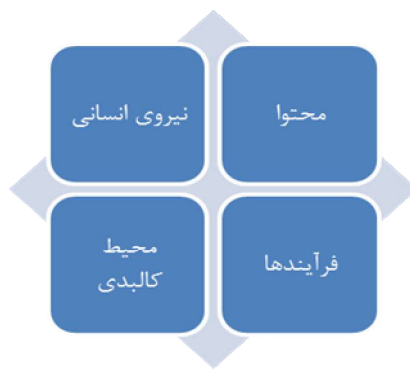 محتوا
نیروی انسانی
فرآیندها
محیط
کالبدی